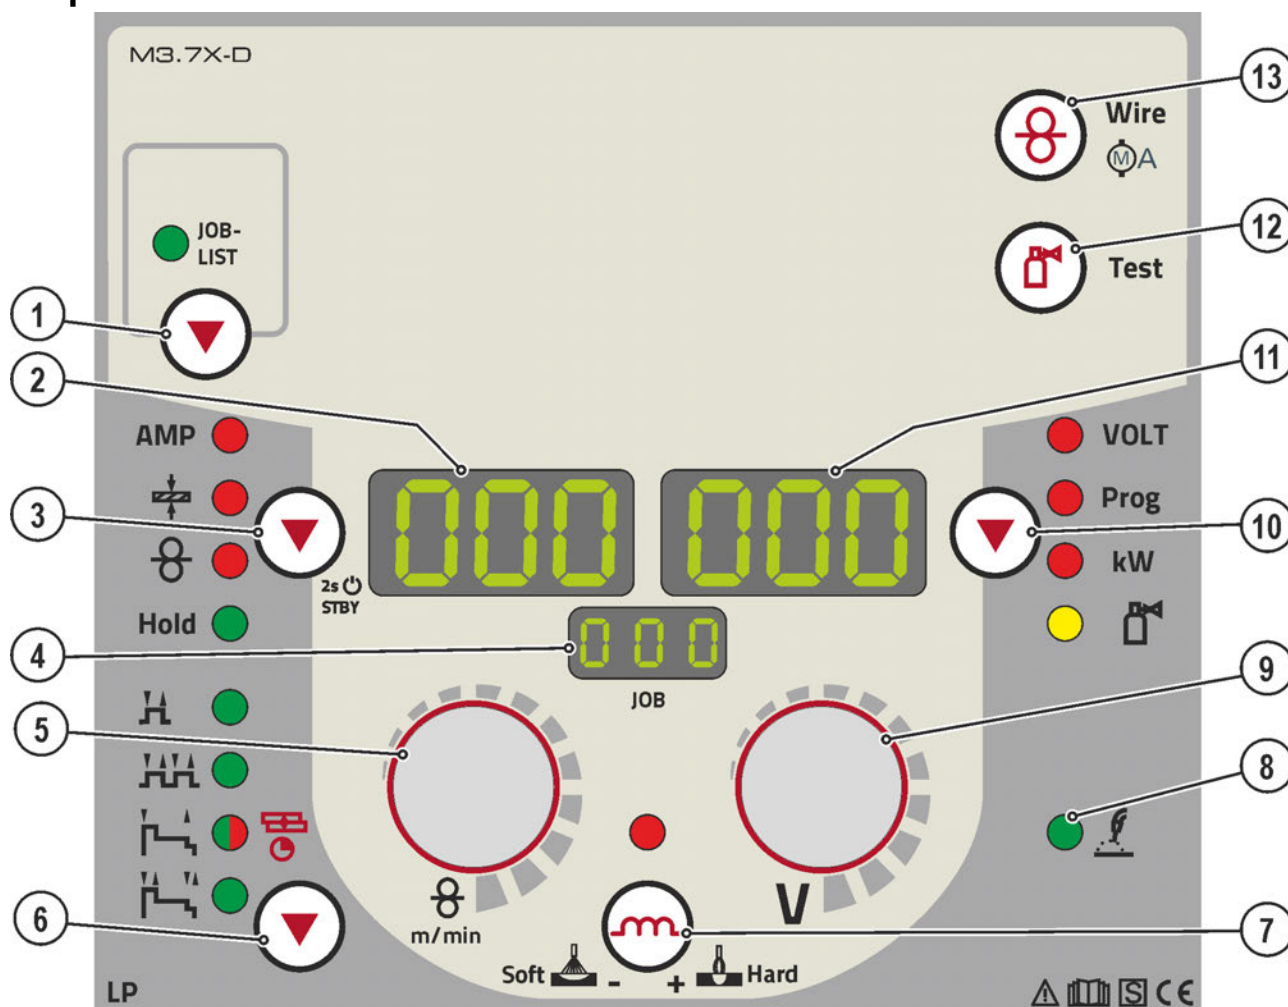 M3.7X-D
13
Wire
M A
12
Test
JOB-
LIST
1
2
11
AMP
VOLT
000
000
3
Prog
10
kW
2s
STBY
Hold
4
000
JOB
9
5
8
6
m/min
V
7
Soft - + Hard
LP
S CE